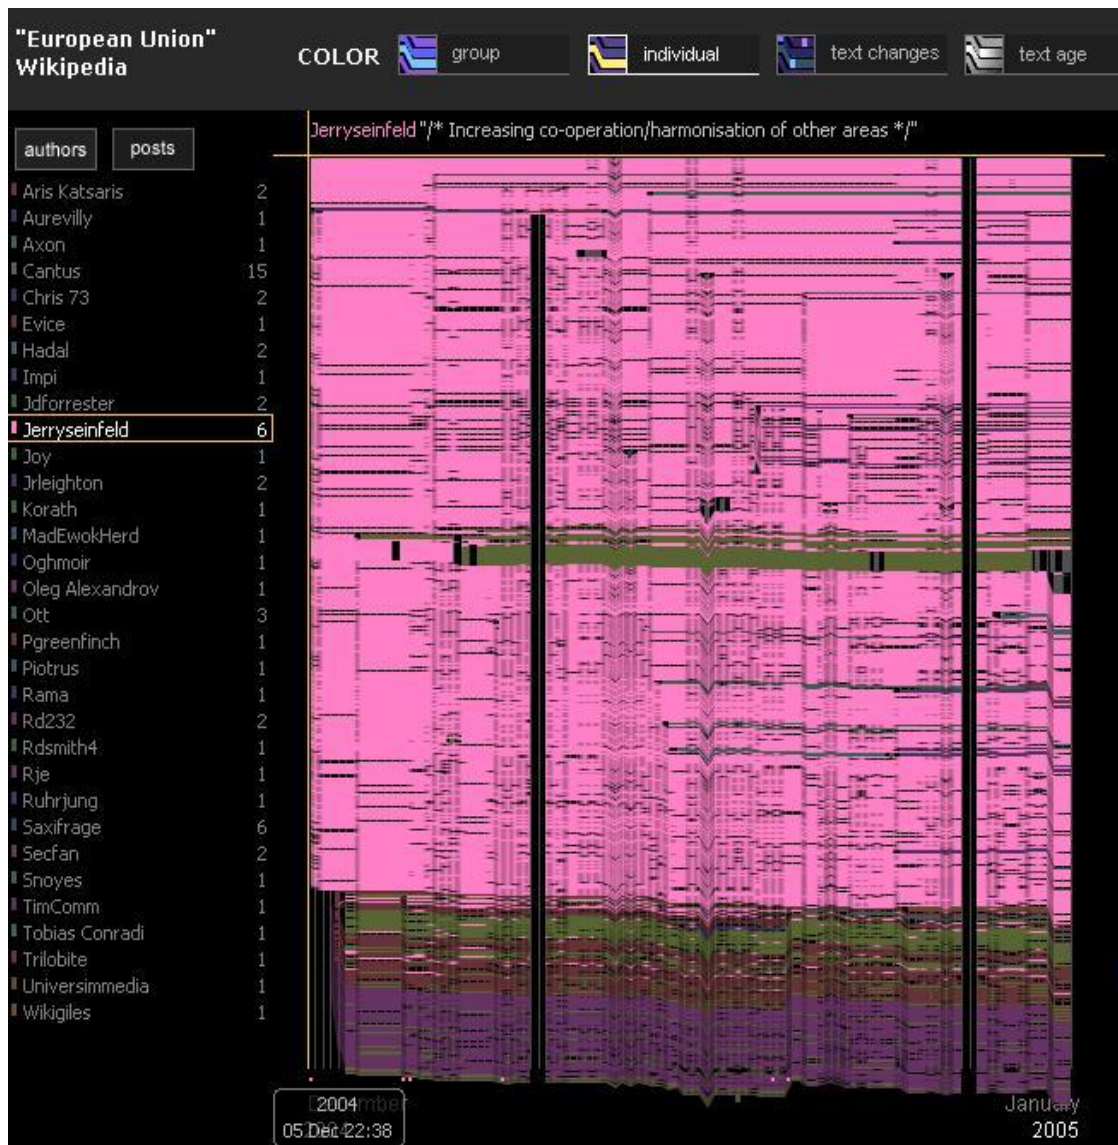 "European Union"
Wikipedia
COLOR group individual text changes text age
Jerryseinfeld "/* Increasing co-operation/harmonisation of other areas */"
authors posts
Aris Katsaris 2
Aurevilly 1
Axon 1
Cantus 15
Chris 73 2
Evice 1
Hadal 2
Impi 1
Jdforrester 2
Jerryseinfeld 6
Joy 1
Jrleighton 2
Korath 1
MadEwokHerd 1
Oghmoir 1
Oleg Alexandrov 1
Ott 3
Pgreenfinch 1
Piotrus 1
Rama 1
Rd232 2
Rdsmith4 1
Rje 1
Ruhrjung 1
Saxifrage 6
Secfan 2
Snoyes 1
TimComm 1
Tobias Conradi 1
Trilobite 1
Universimmedia 1
Wikigiles 1
2004
05 Dec 22:38
January
2005